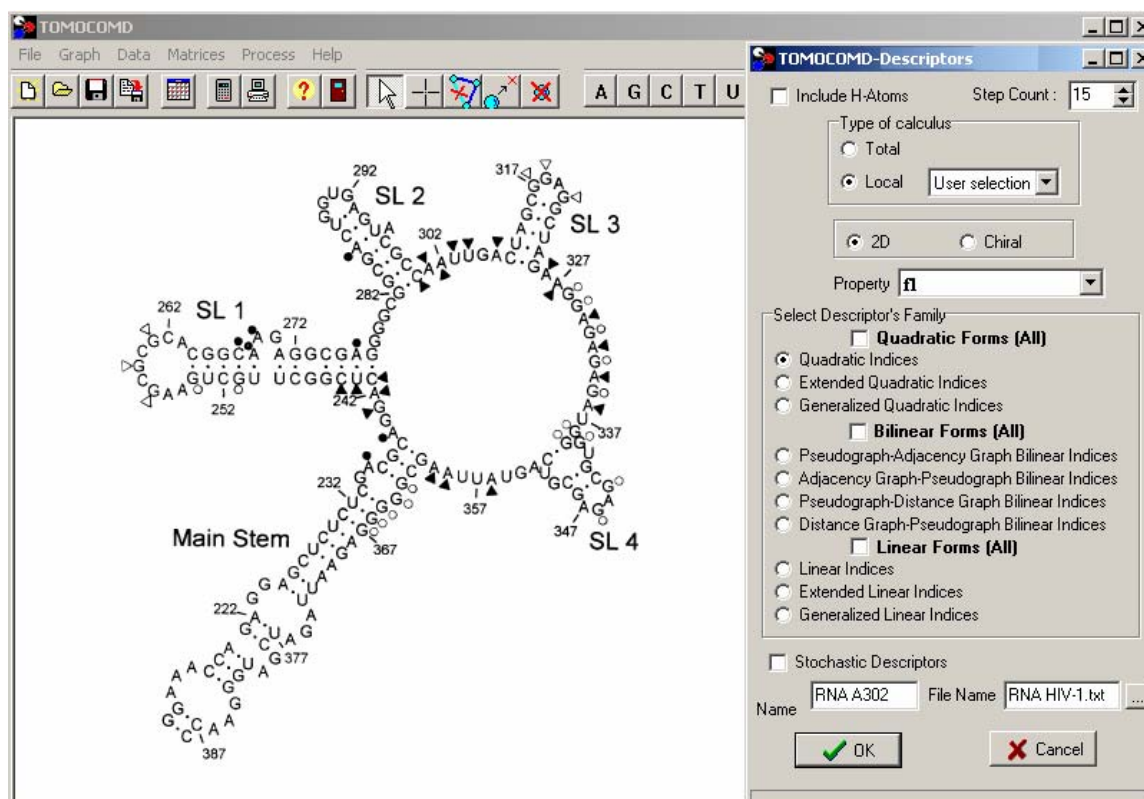 TOMOCOMD
File Graph Data Matrices Process Help
A G C T U
292
SL 2
302
317
SL 3
327
282
SL 1
262
272
252
242
337
232
Main Stem
357
367
347
SL 4
222
377
387
TOMOCOMD-Descriptors
Include H-Atoms Step Count : 15
Type of calculus
Total
Local User selection
2D Chiral
Property f1
Select Descriptor's Family
Quadratic Forms (All)
Quadratic Indices
Extended Quadratic Indices
Generalized Quadratic Indices
Bilinear Forms (All)
Pseudograph-Adjacency Graph Bilinear Indices
Adjacency Graph-Pseudograph Bilinear Indices
Pseudograph-Distance Graph Bilinear Indices
Distance Graph-Pseudograph Bilinear Indices
Linear Forms (All)
Linear Indices
Extended Linear Indices
Generalized Linear Indices
Stochastic Descriptors
Name RNA A302 File Name RNA HIV-1.txt ...
OK Cancel